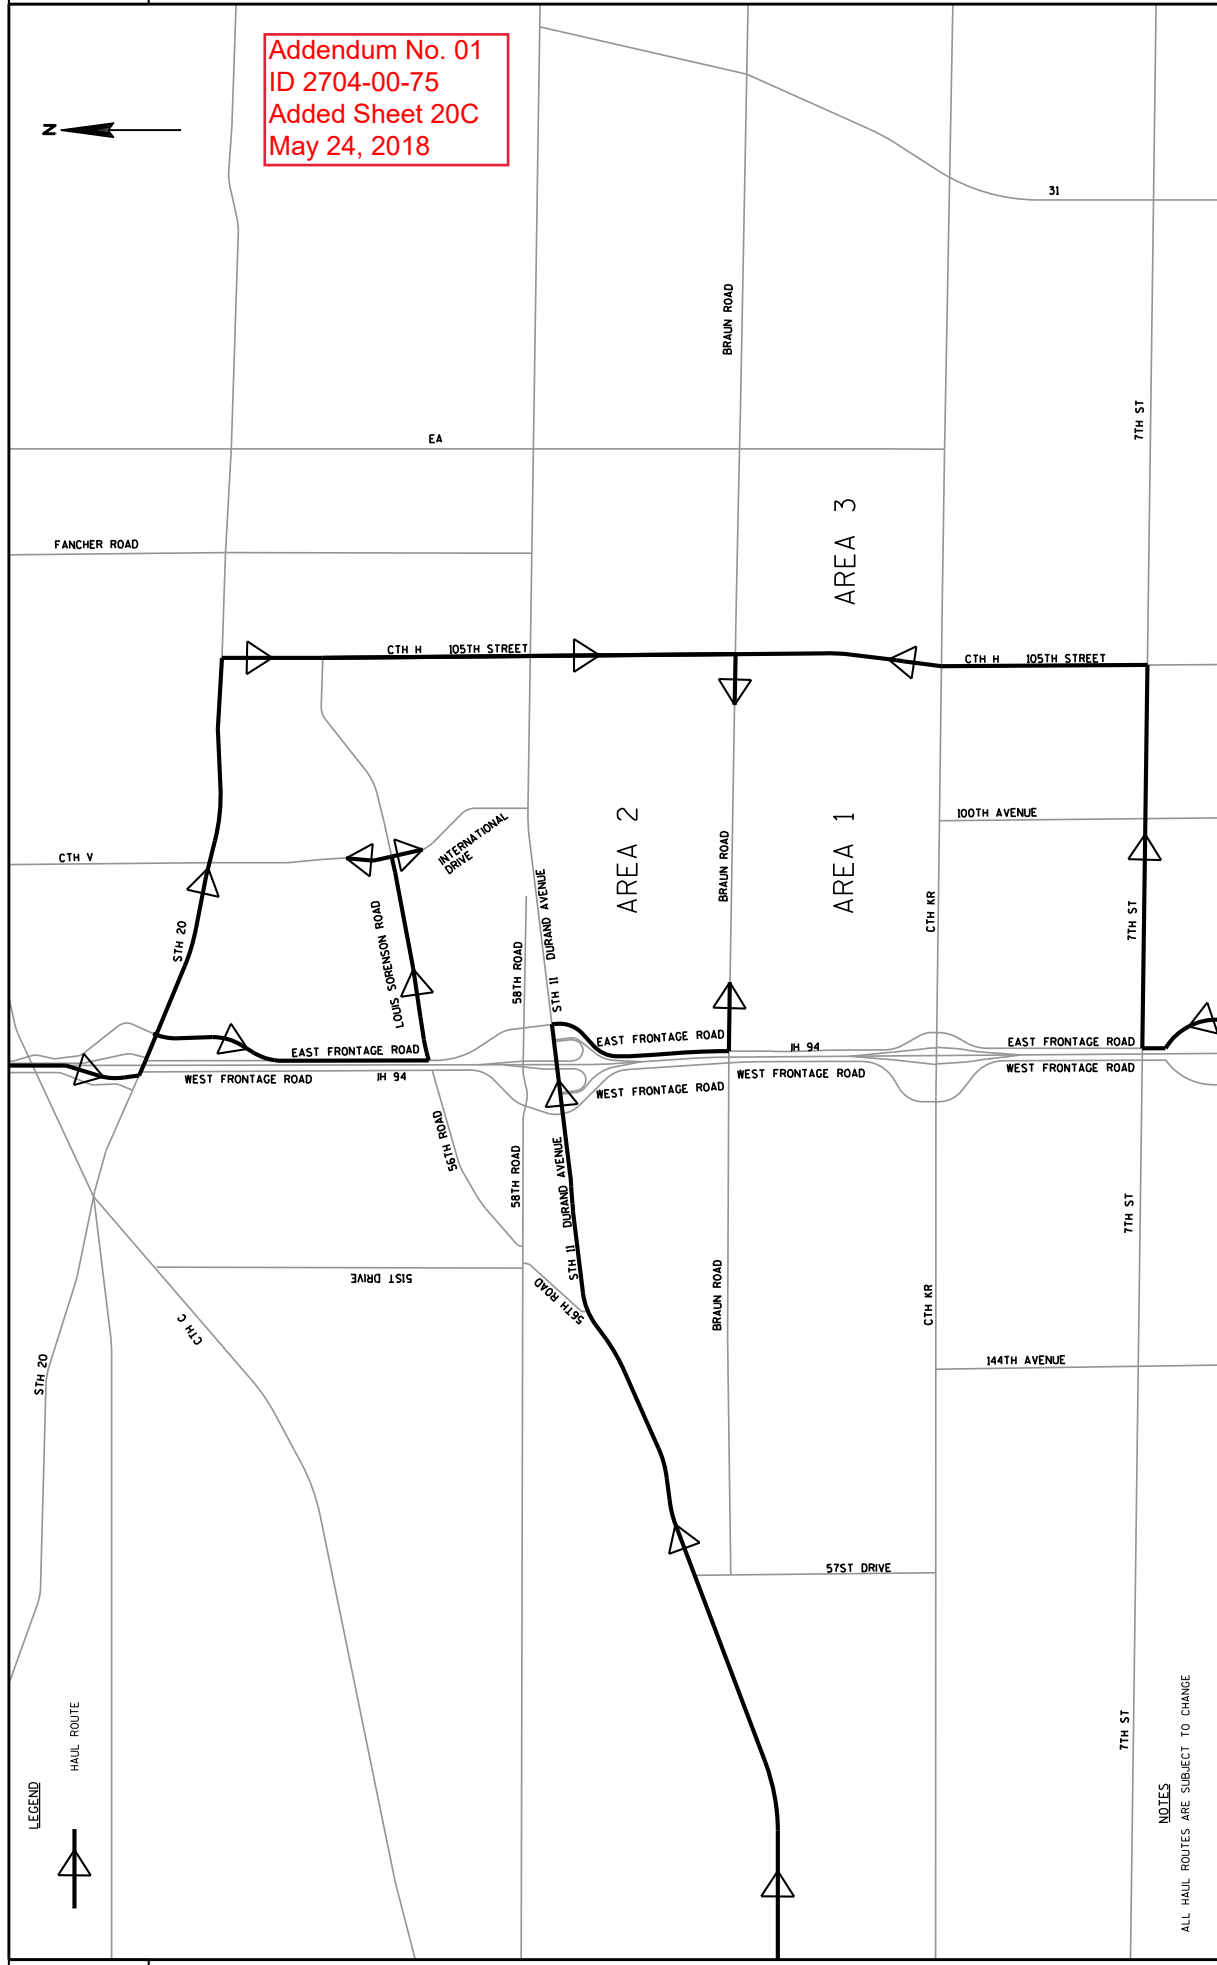 Addendum No. 01
ID 2704-00-75
Added Sheet 20C
May 24, 2018
N
31
BRAUN ROAD
7TH ST
EA
AREA 3
FANCHER ROAD
CTH H 105TH STREET
CTH H 105TH STREET
AREA 2
AREA 1
100TH AVENUE
INTERNATIONAL
DRIVE
CTH V
BRAUN ROAD
CTH KR
7TH ST
STH 20
LOUIS SORENSON ROAD
58TH ROAD
STH 11 DURAND AVENUE
EAST FRONTAGE ROAD
EAST FRONTAGE ROAD
IH 94
EAST FRONTAGE ROAD
WEST FRONTAGE ROAD
IH 94
WEST FRONTAGE ROAD
WEST FRONTAGE ROAD
WEST FRONTAGE ROAD
56TH ROAD
58TH ROAD
STH 11 DURAND AVENUE
7TH ST
51ST DRIVE
56TH ROAD
BRAUN ROAD
CTH KR
CTH C
STH 20
144TH AVENUE
57ST DRIVE
7TH ST
LEGEND
HAUL ROUTE
NOTES
ALL HAUL ROUTES ARE SUBJECT TO CHANGE